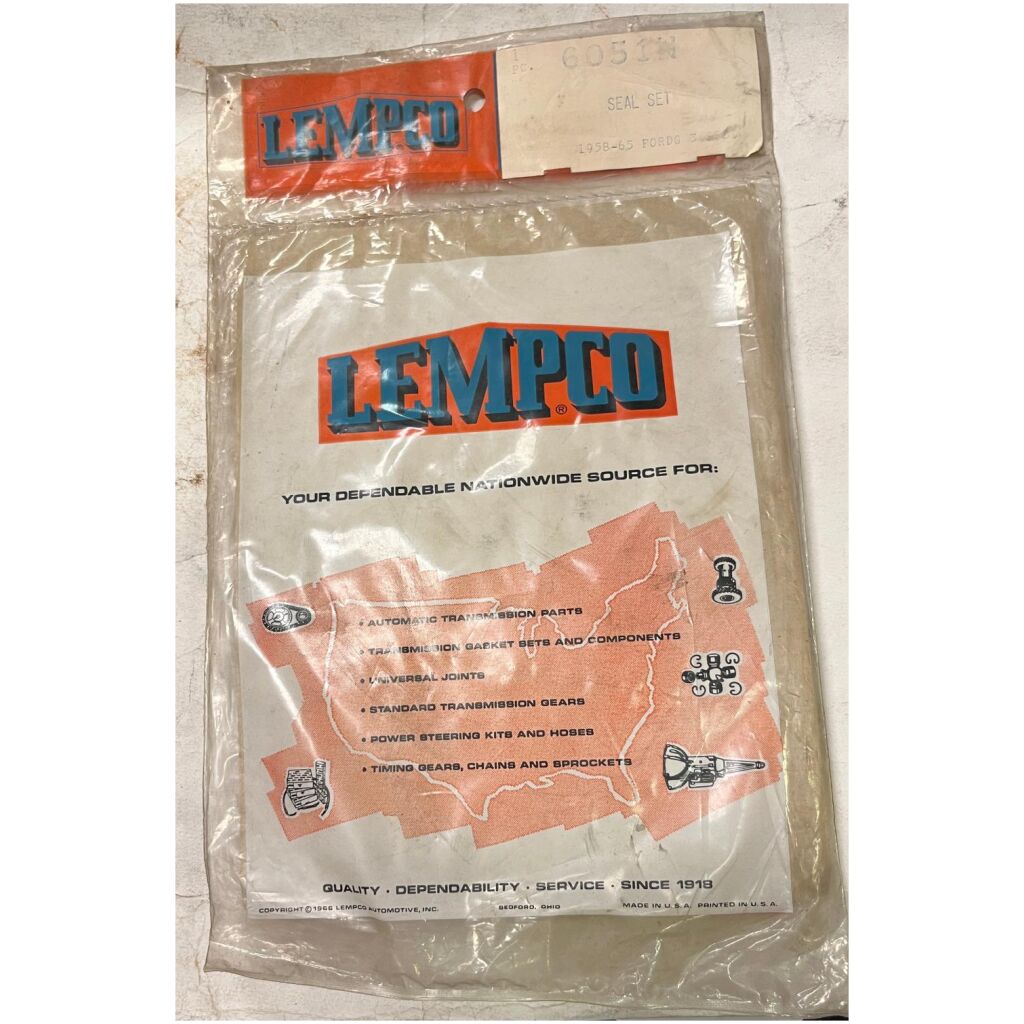 LEMPCO
1 PC. 6051N
SEAL SET
1958-65 FORDO
LEMPCO®
YOUR DEPENDABLE NATIONWIDE SOURCE FOR:
• AUTOMATIC TRANSMISSION PARTS
• TRANSMISSION GASKET SETS AND COMPONENTS
• UNIVERSAL JOINTS
• STANDARD TRANSMISSION GEARS
• POWER STEERING KITS AND HOSES
• TIMING GEARS, CHAINS AND SPROCKETS
QUALITY · DEPENDABILITY · SERVICE · SINCE 1918
COPYRIGHT © 1966 LEMPCO AUTOMOTIVE, INC. BEDFORD, OHIO MADE IN U.S.A. PRINTED IN U.S.A.